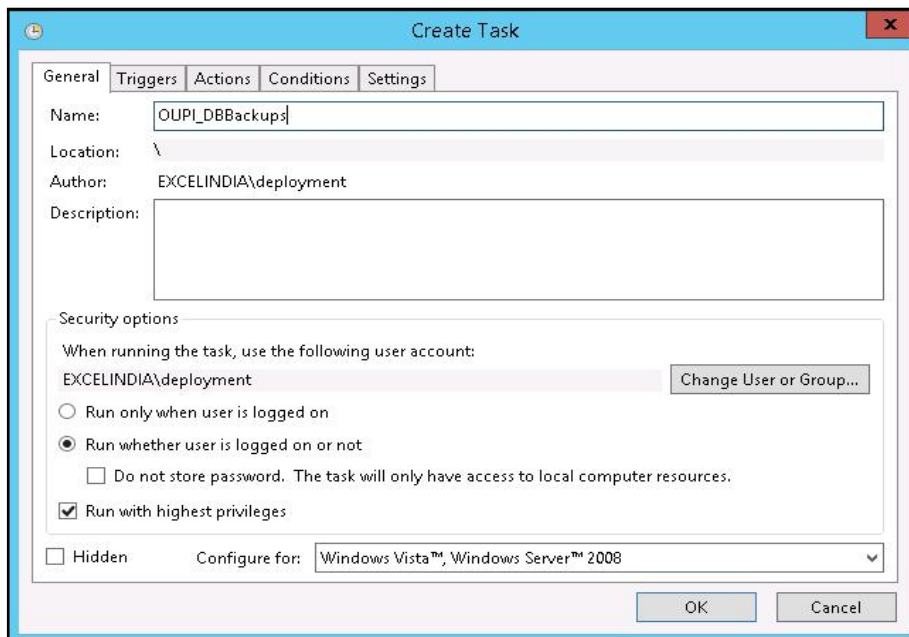 Create Task
x
General Triggers Actions Conditions Settings
Name: OUPI_DBBackups
Location: \
Author: EXCELINDIA\deployment
Description:
Security options
When running the task, use the following user account:
EXCELINDIA\deployment Change User or Group...
Run only when user is logged on
Run whether user is logged on or not
Do not store password. The task will only have access to local computer resources.
Run with highest privileges
Hidden Configure for: Windows Vista™, Windows Server™ 2008
OK Cancel